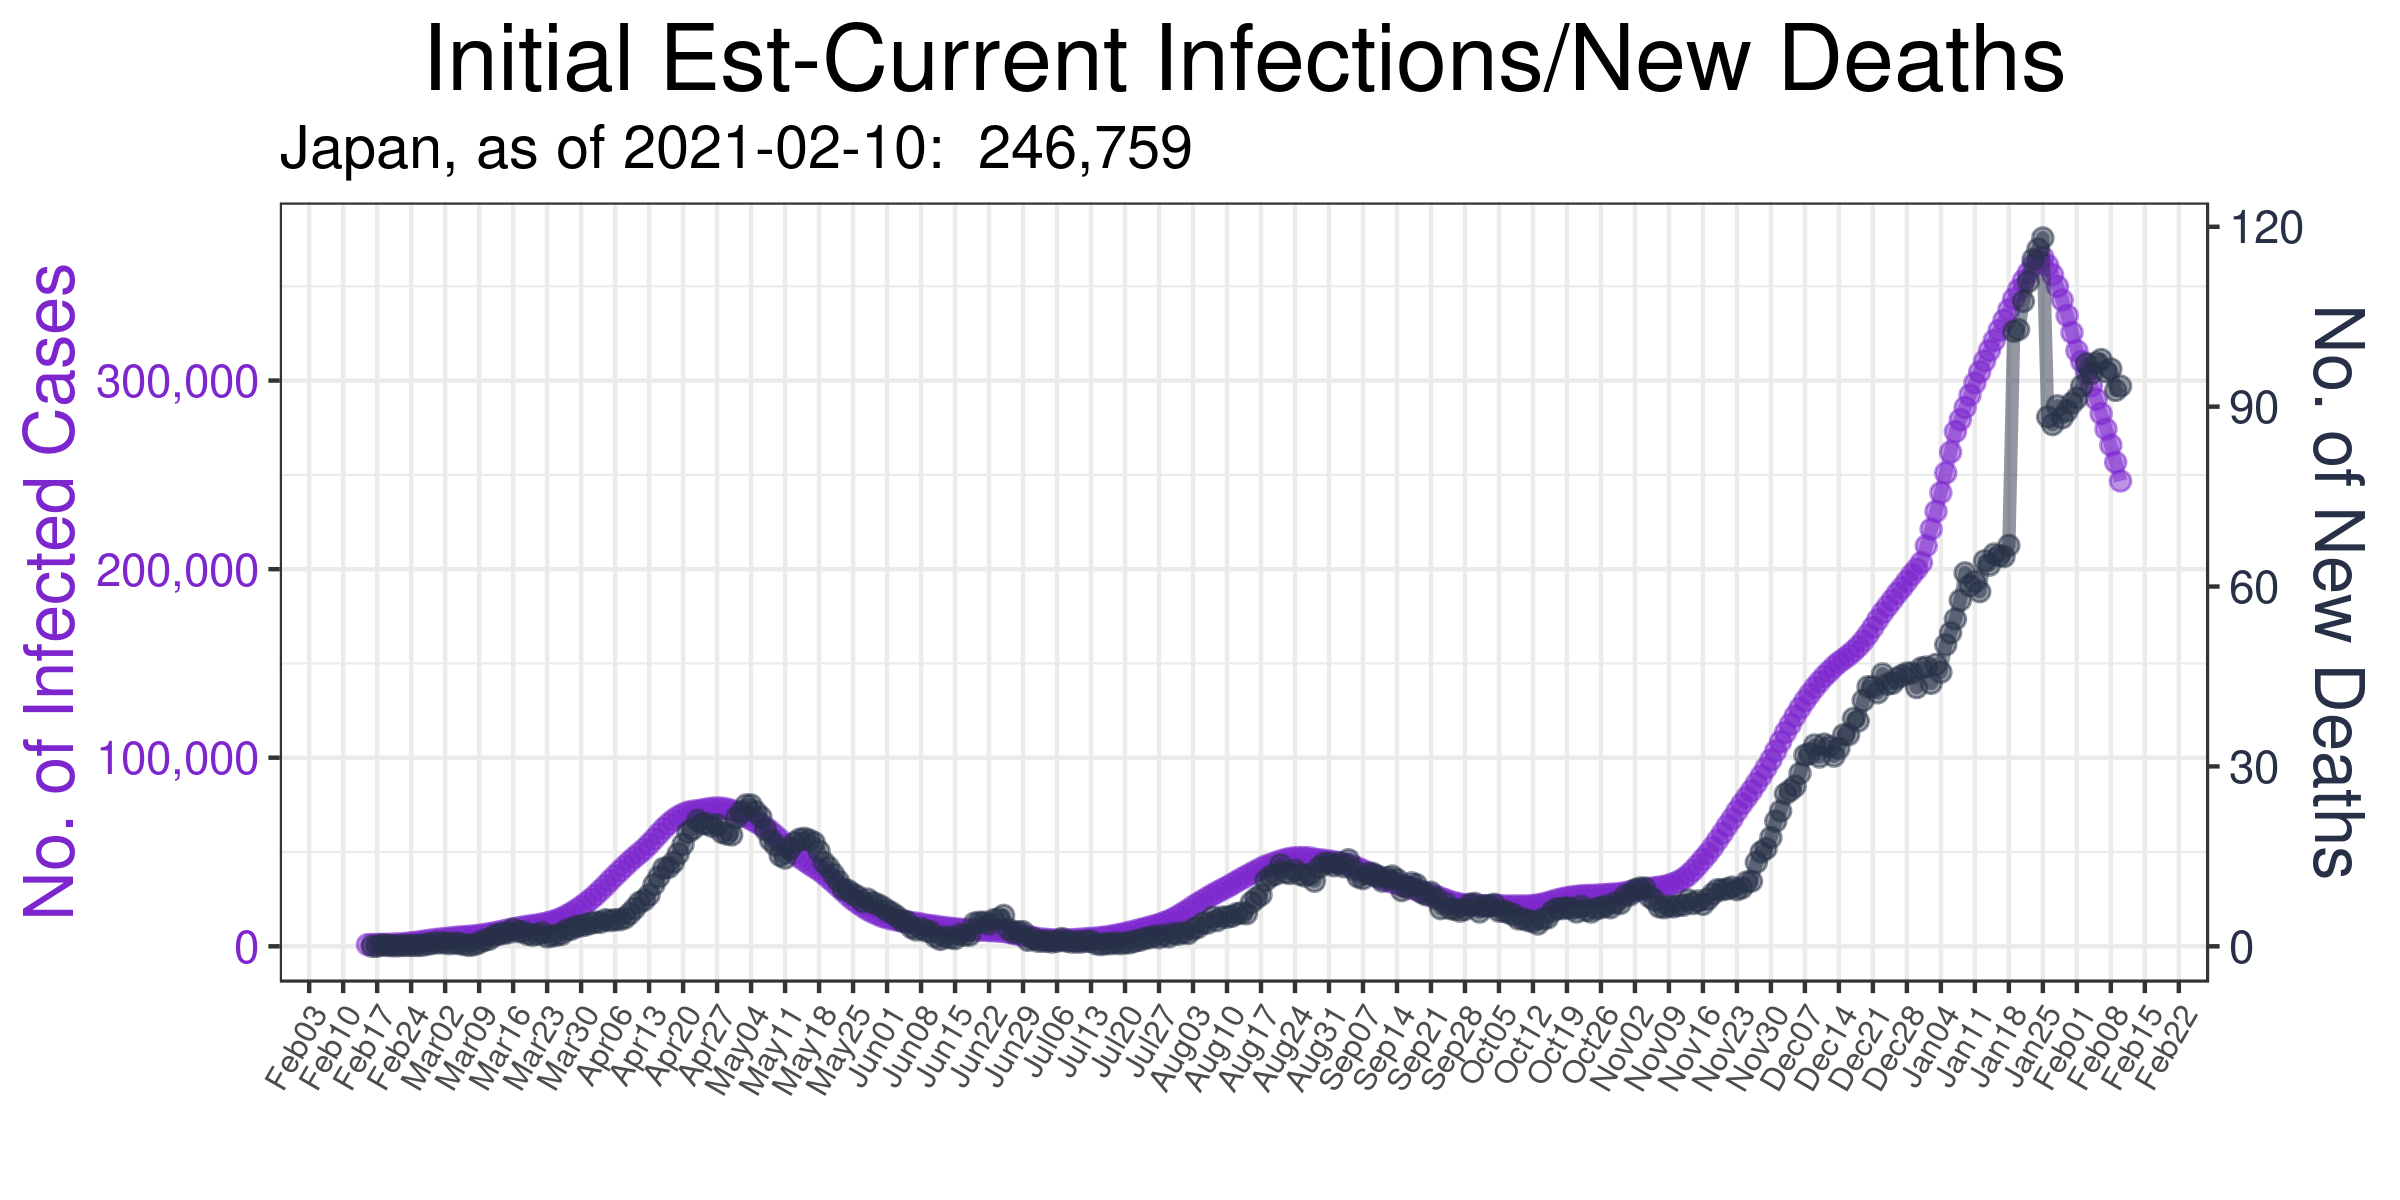 Initial Est-Current Infections/New Deaths
Japan, as of 2021-02-10:  246,759
No. of Infected Cases
300,000
200,000
100,000
0
120
90
60
30
0
No. of New Deaths
Feb03
Feb10
Feb17
Feb24
Mar02
Mar09
Mar16
Mar23
Mar30
Apr06
Apr13
Apr20
Apr27
May04
May11
May18
May25
Jun01
Jun08
Jun15
Jun22
Jun29
Jul06
Jul13
Jul20
Jul27
Aug03
Aug10
Aug17
Aug24
Aug31
Sep07
Sep14
Sep21
Sep28
Oct05
Oct12
Oct19
Oct26
Nov02
Nov09
Nov16
Nov23
Nov30
Dec07
Dec14
Dec21
Dec28
Dec04
Jan11
Jan18
Jan25
Feb01
Feb08
Feb15
Feb22